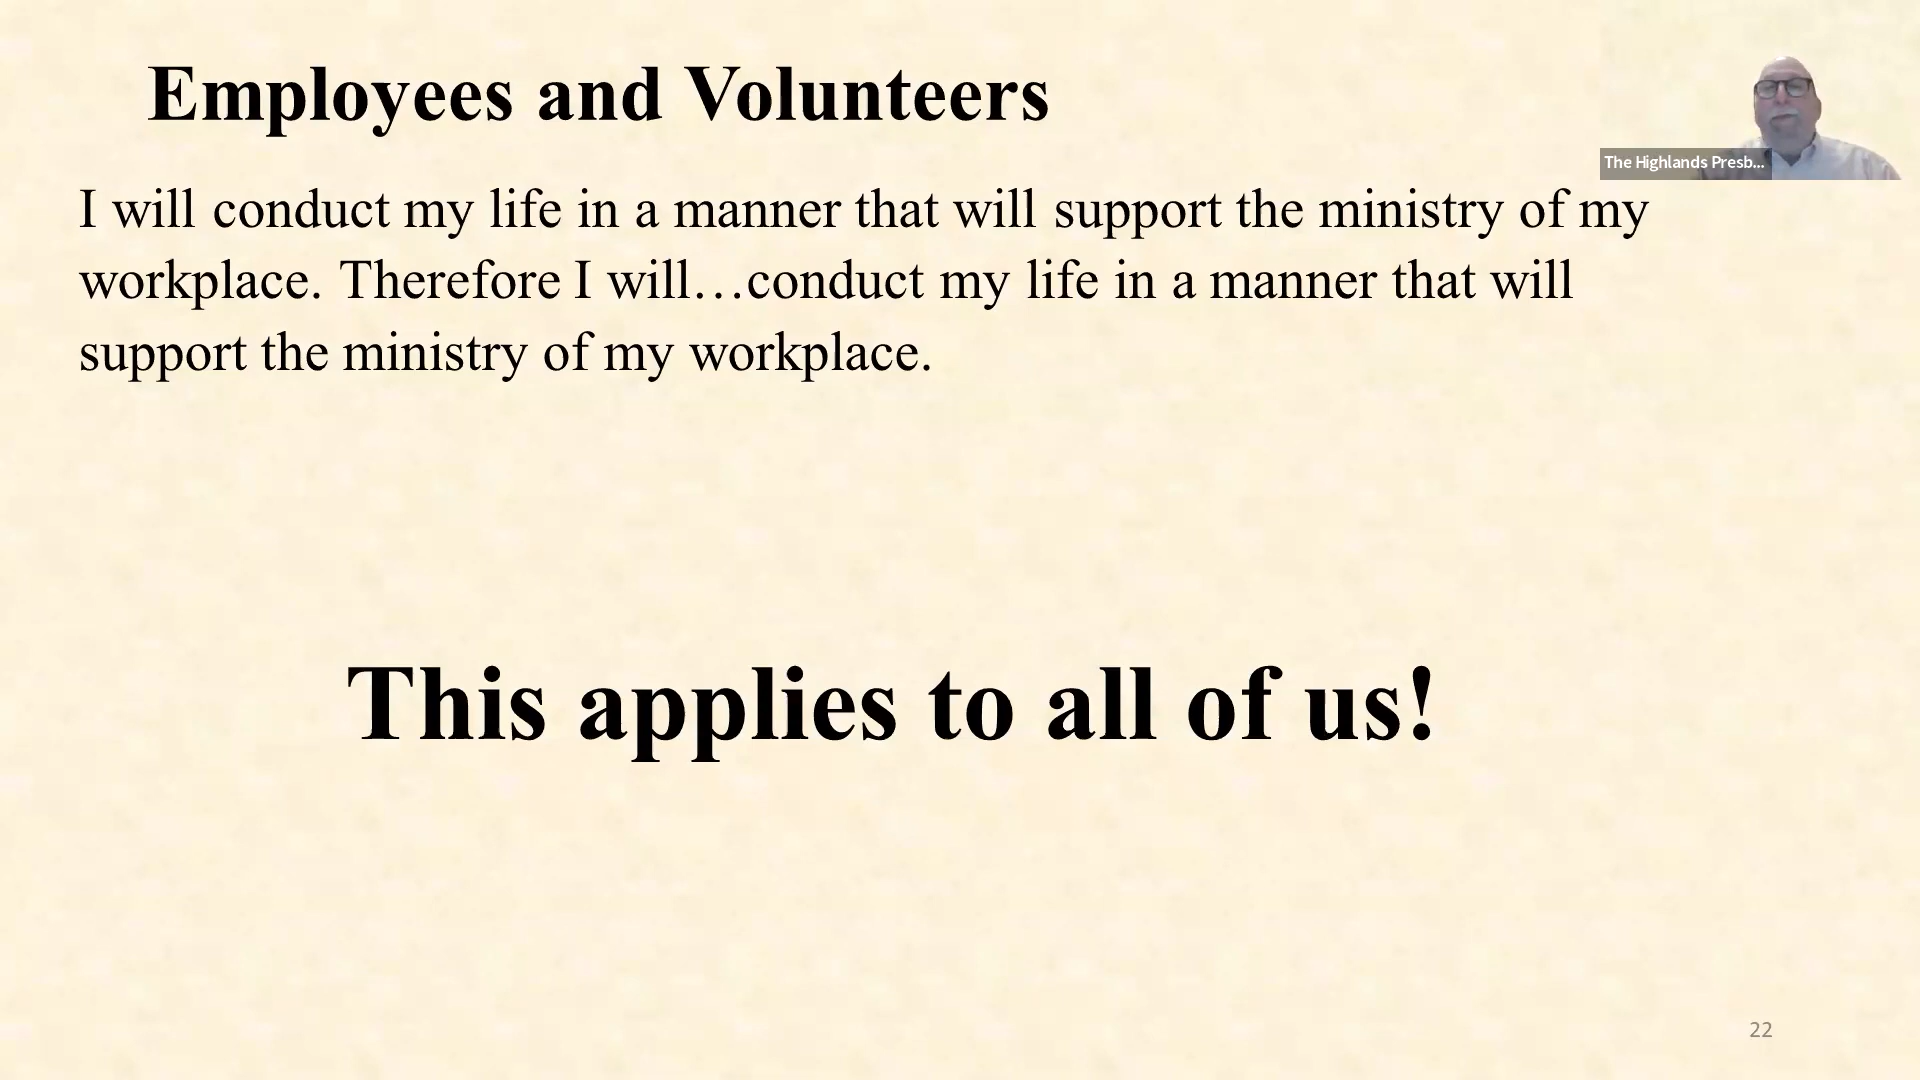 Employees and Volunteers
The Highlands Presb...
I will conduct my life in a manner that will support the ministry of my
workplace. Therefore I will…conduct my life in a manner that will
support the ministry of my workplace.
This applies to all of us!
22